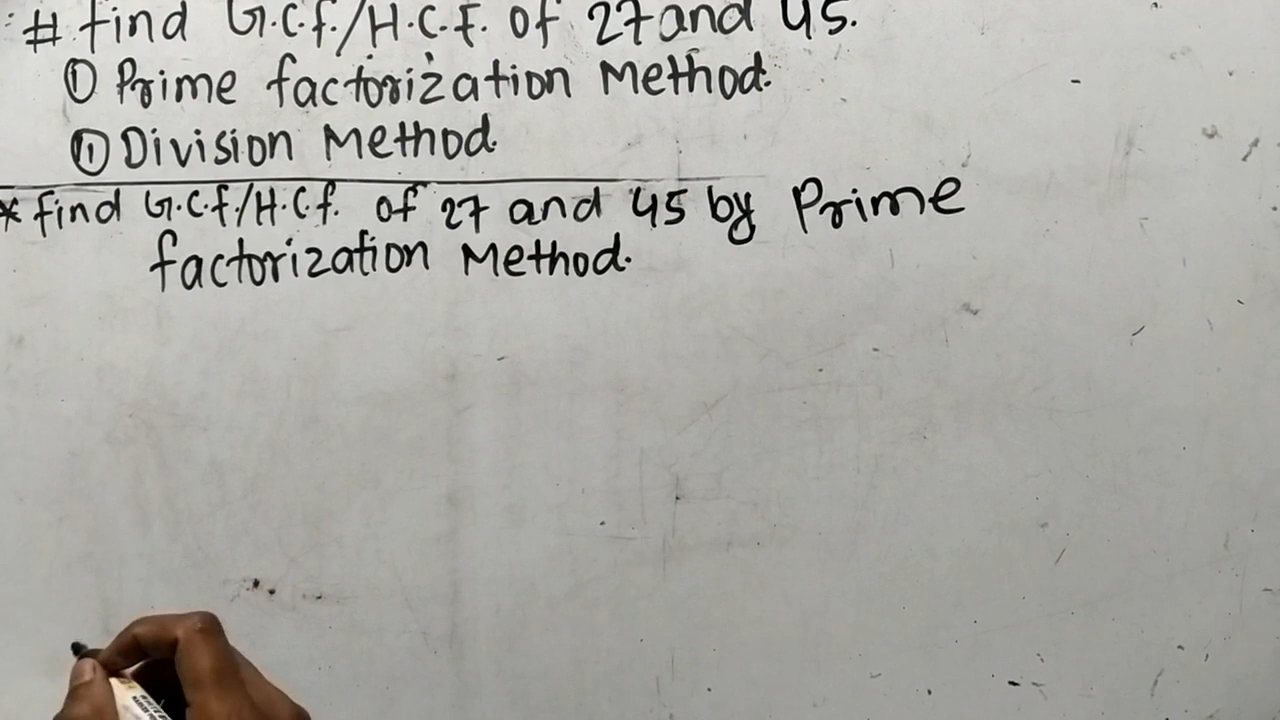 # find G.C.f./H.C.F. of 27 and 45.
① Prime factorization Method.
⑪ Division Method.
* find G.C.f./H.C.f. of 27 and 45 by Prime
factorization Method.